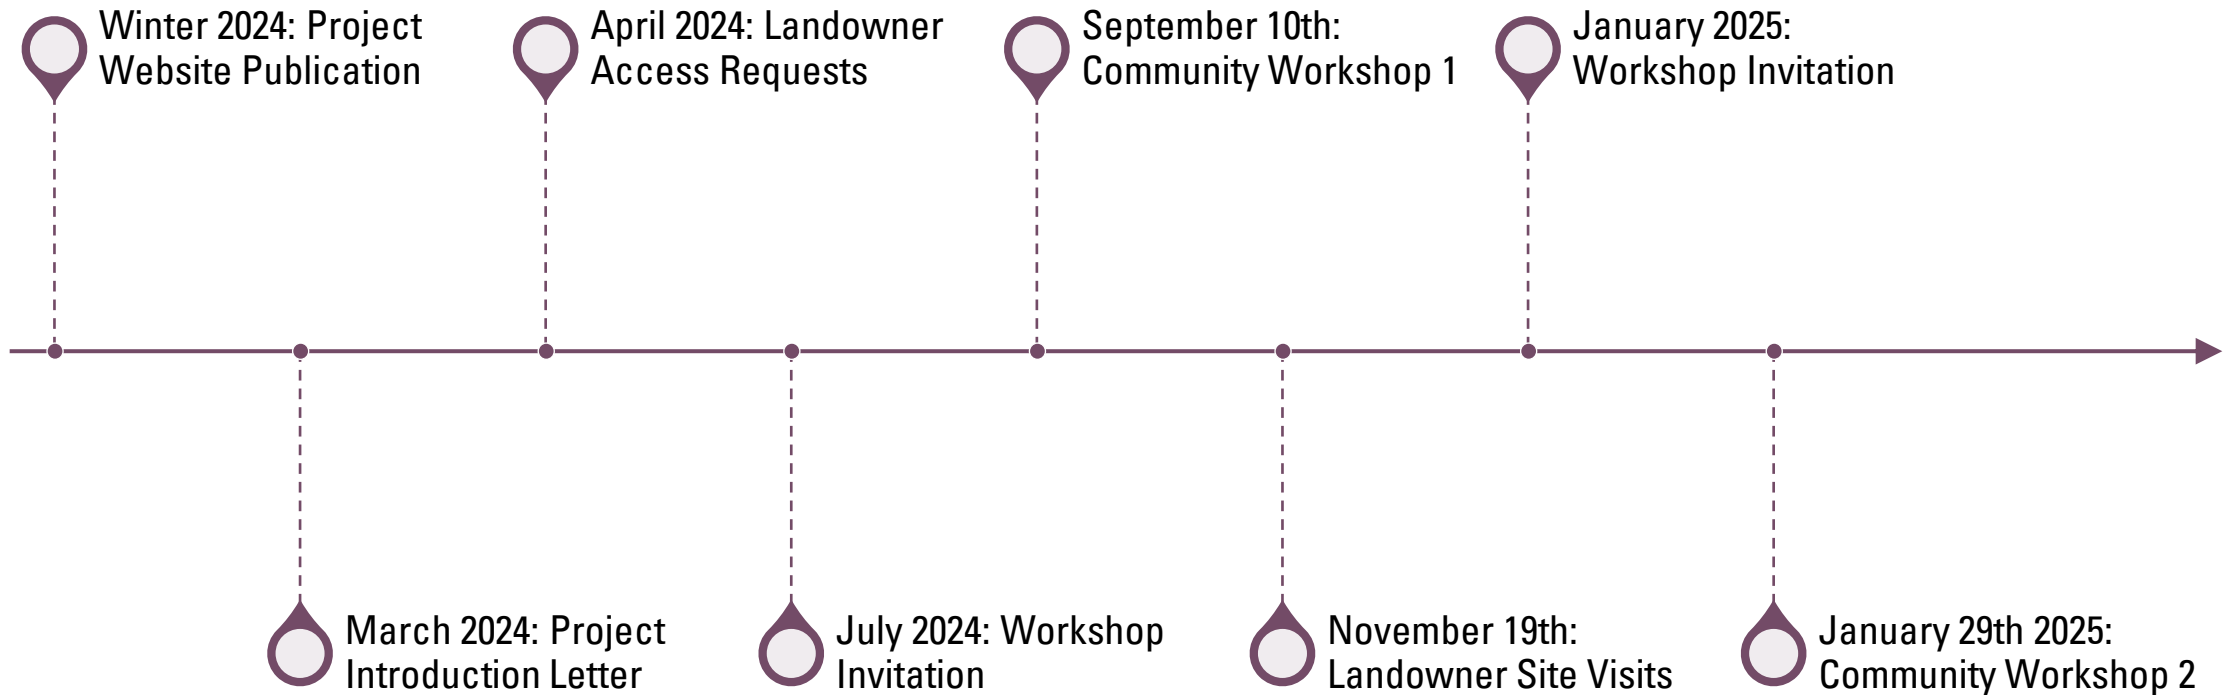 Winter 2024: Project
Website Publication
April 2024: Landowner
Access Requests
September 10th:
Community Workshop 1
January 2025:
Workshop Invitation
March 2024: Project
Introduction Letter
July 2024: Workshop
Invitation
November 19th:
Landowner Site Visits
January 29th 2025:
Community Workshop 2